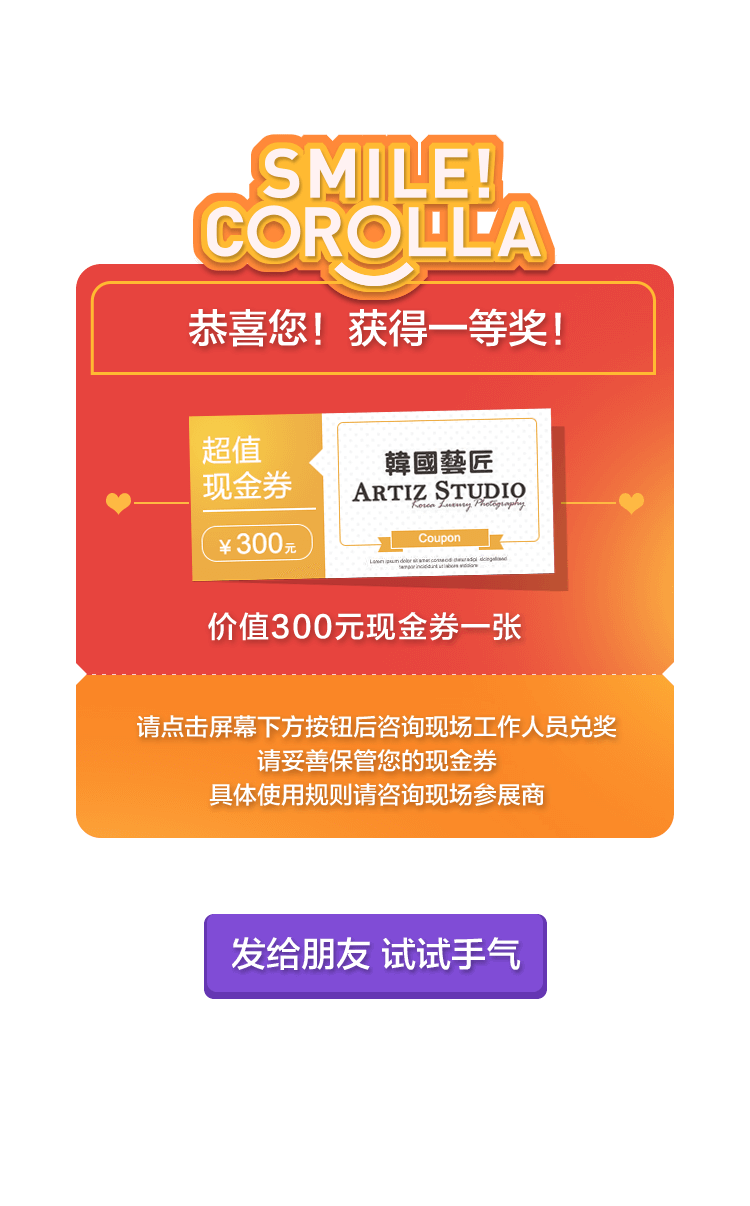 SMILE!
COROLLA
恭喜您！获得一等奖！
超值
现金券
￥300元
韓國藝匠
ARTIZ STUDIO
Korea Luxury Photography
Coupon
价值300元现金券一张
请点击屏幕下方按钮后咨询现场工作人员兑奖
请妥善保管您的现金券
具体使用规则请咨询现场参展商
发给朋友 试试手气